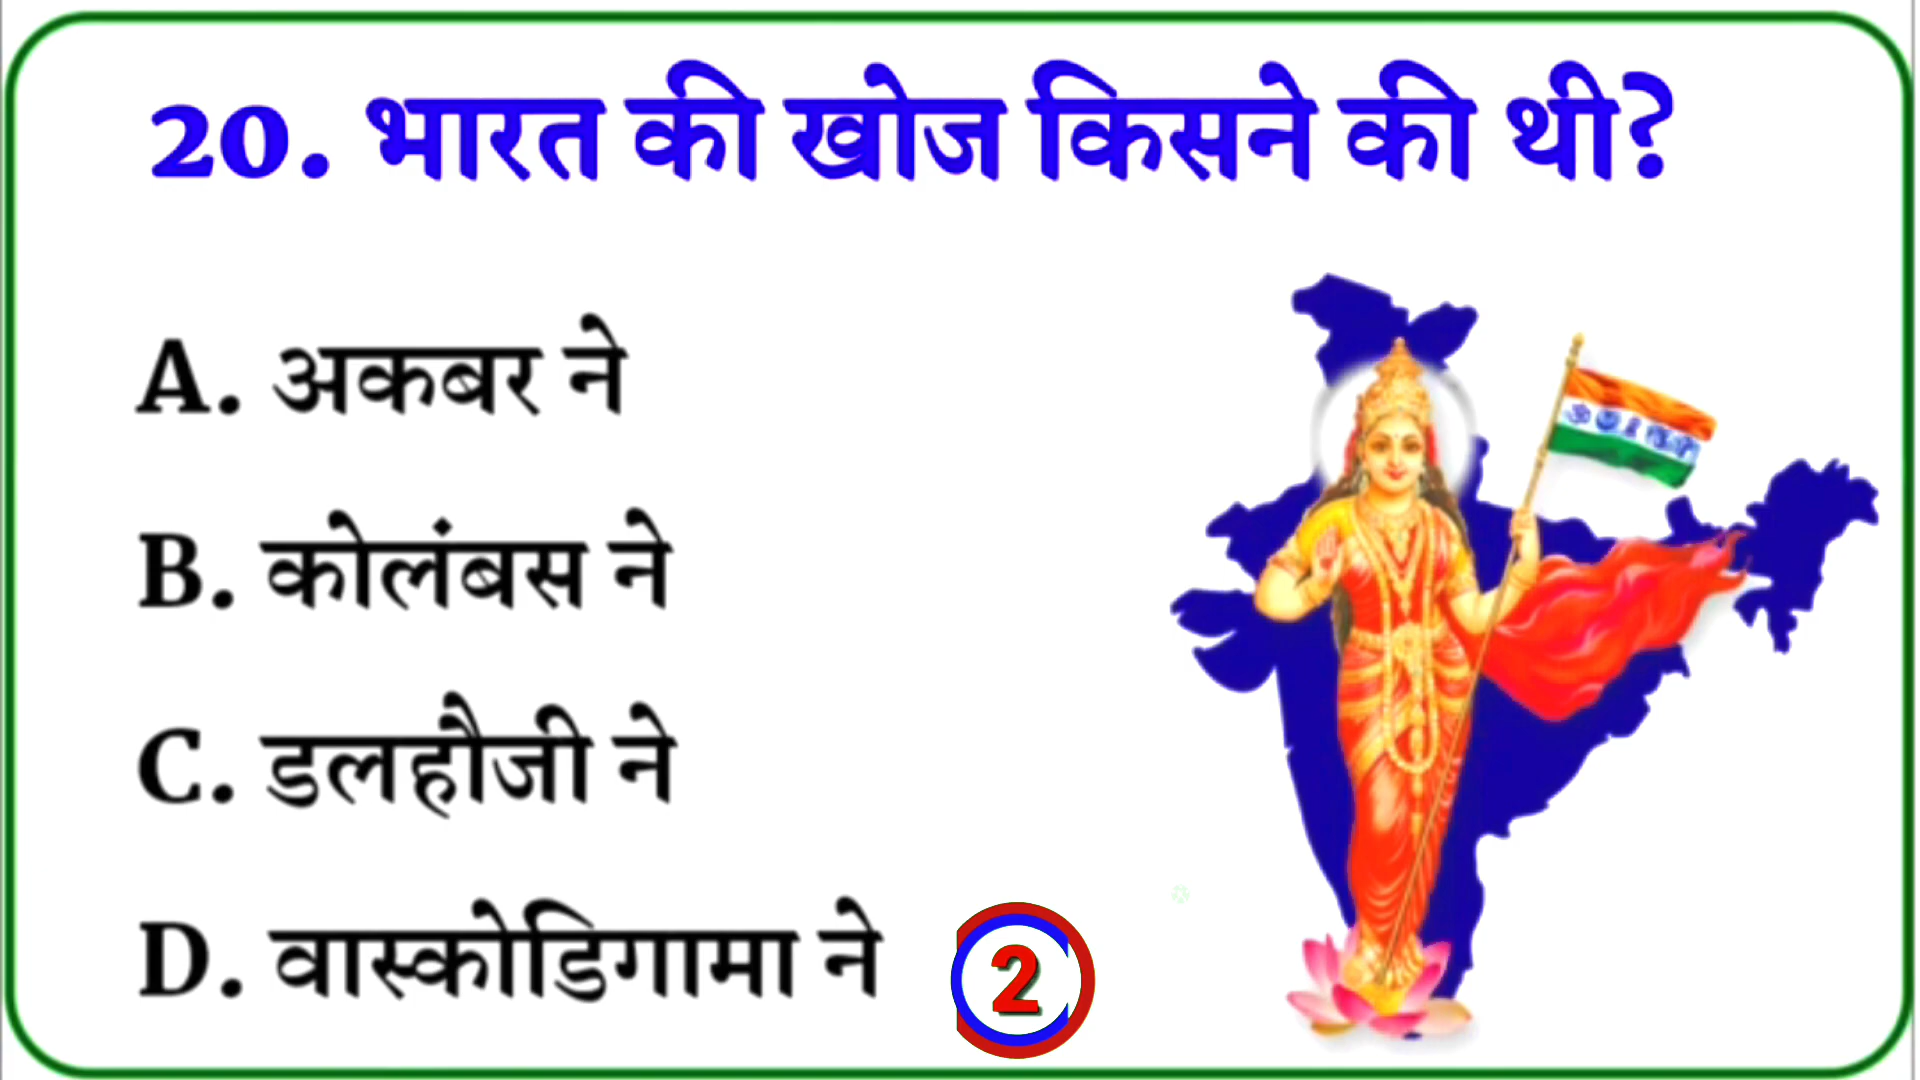 20. भारत की खोज किसने की थी?
A. अकबर ने
B. कोलंबस ने
C. डलहौजी ने
D. वास्कोडिगामा ने
2